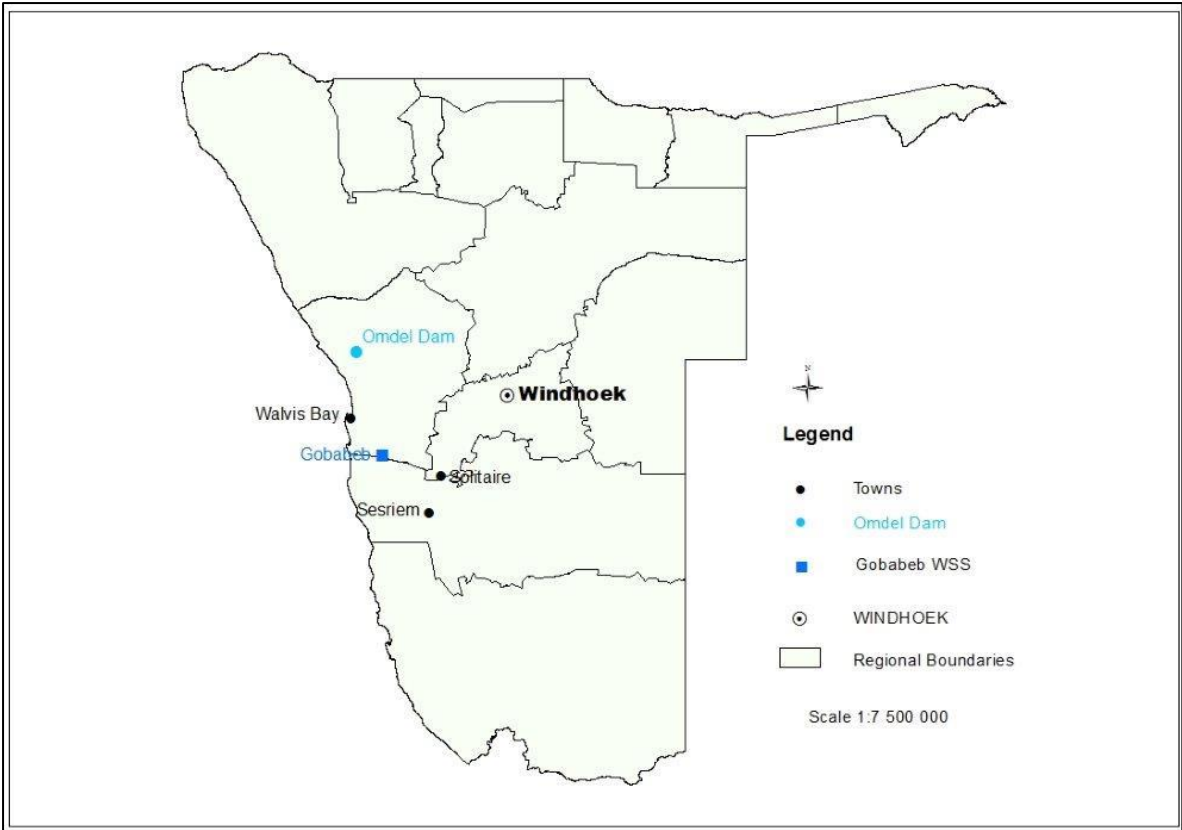 Omdel Dam
Windhoek
Walvis Bay
Gobabeb
Solitaire
Sesriem
N
Legend
Towns
Omdel Dam
Gobabeb WSS
WINDHOEK
Regional Boundaries
Scale 1:7 500 000